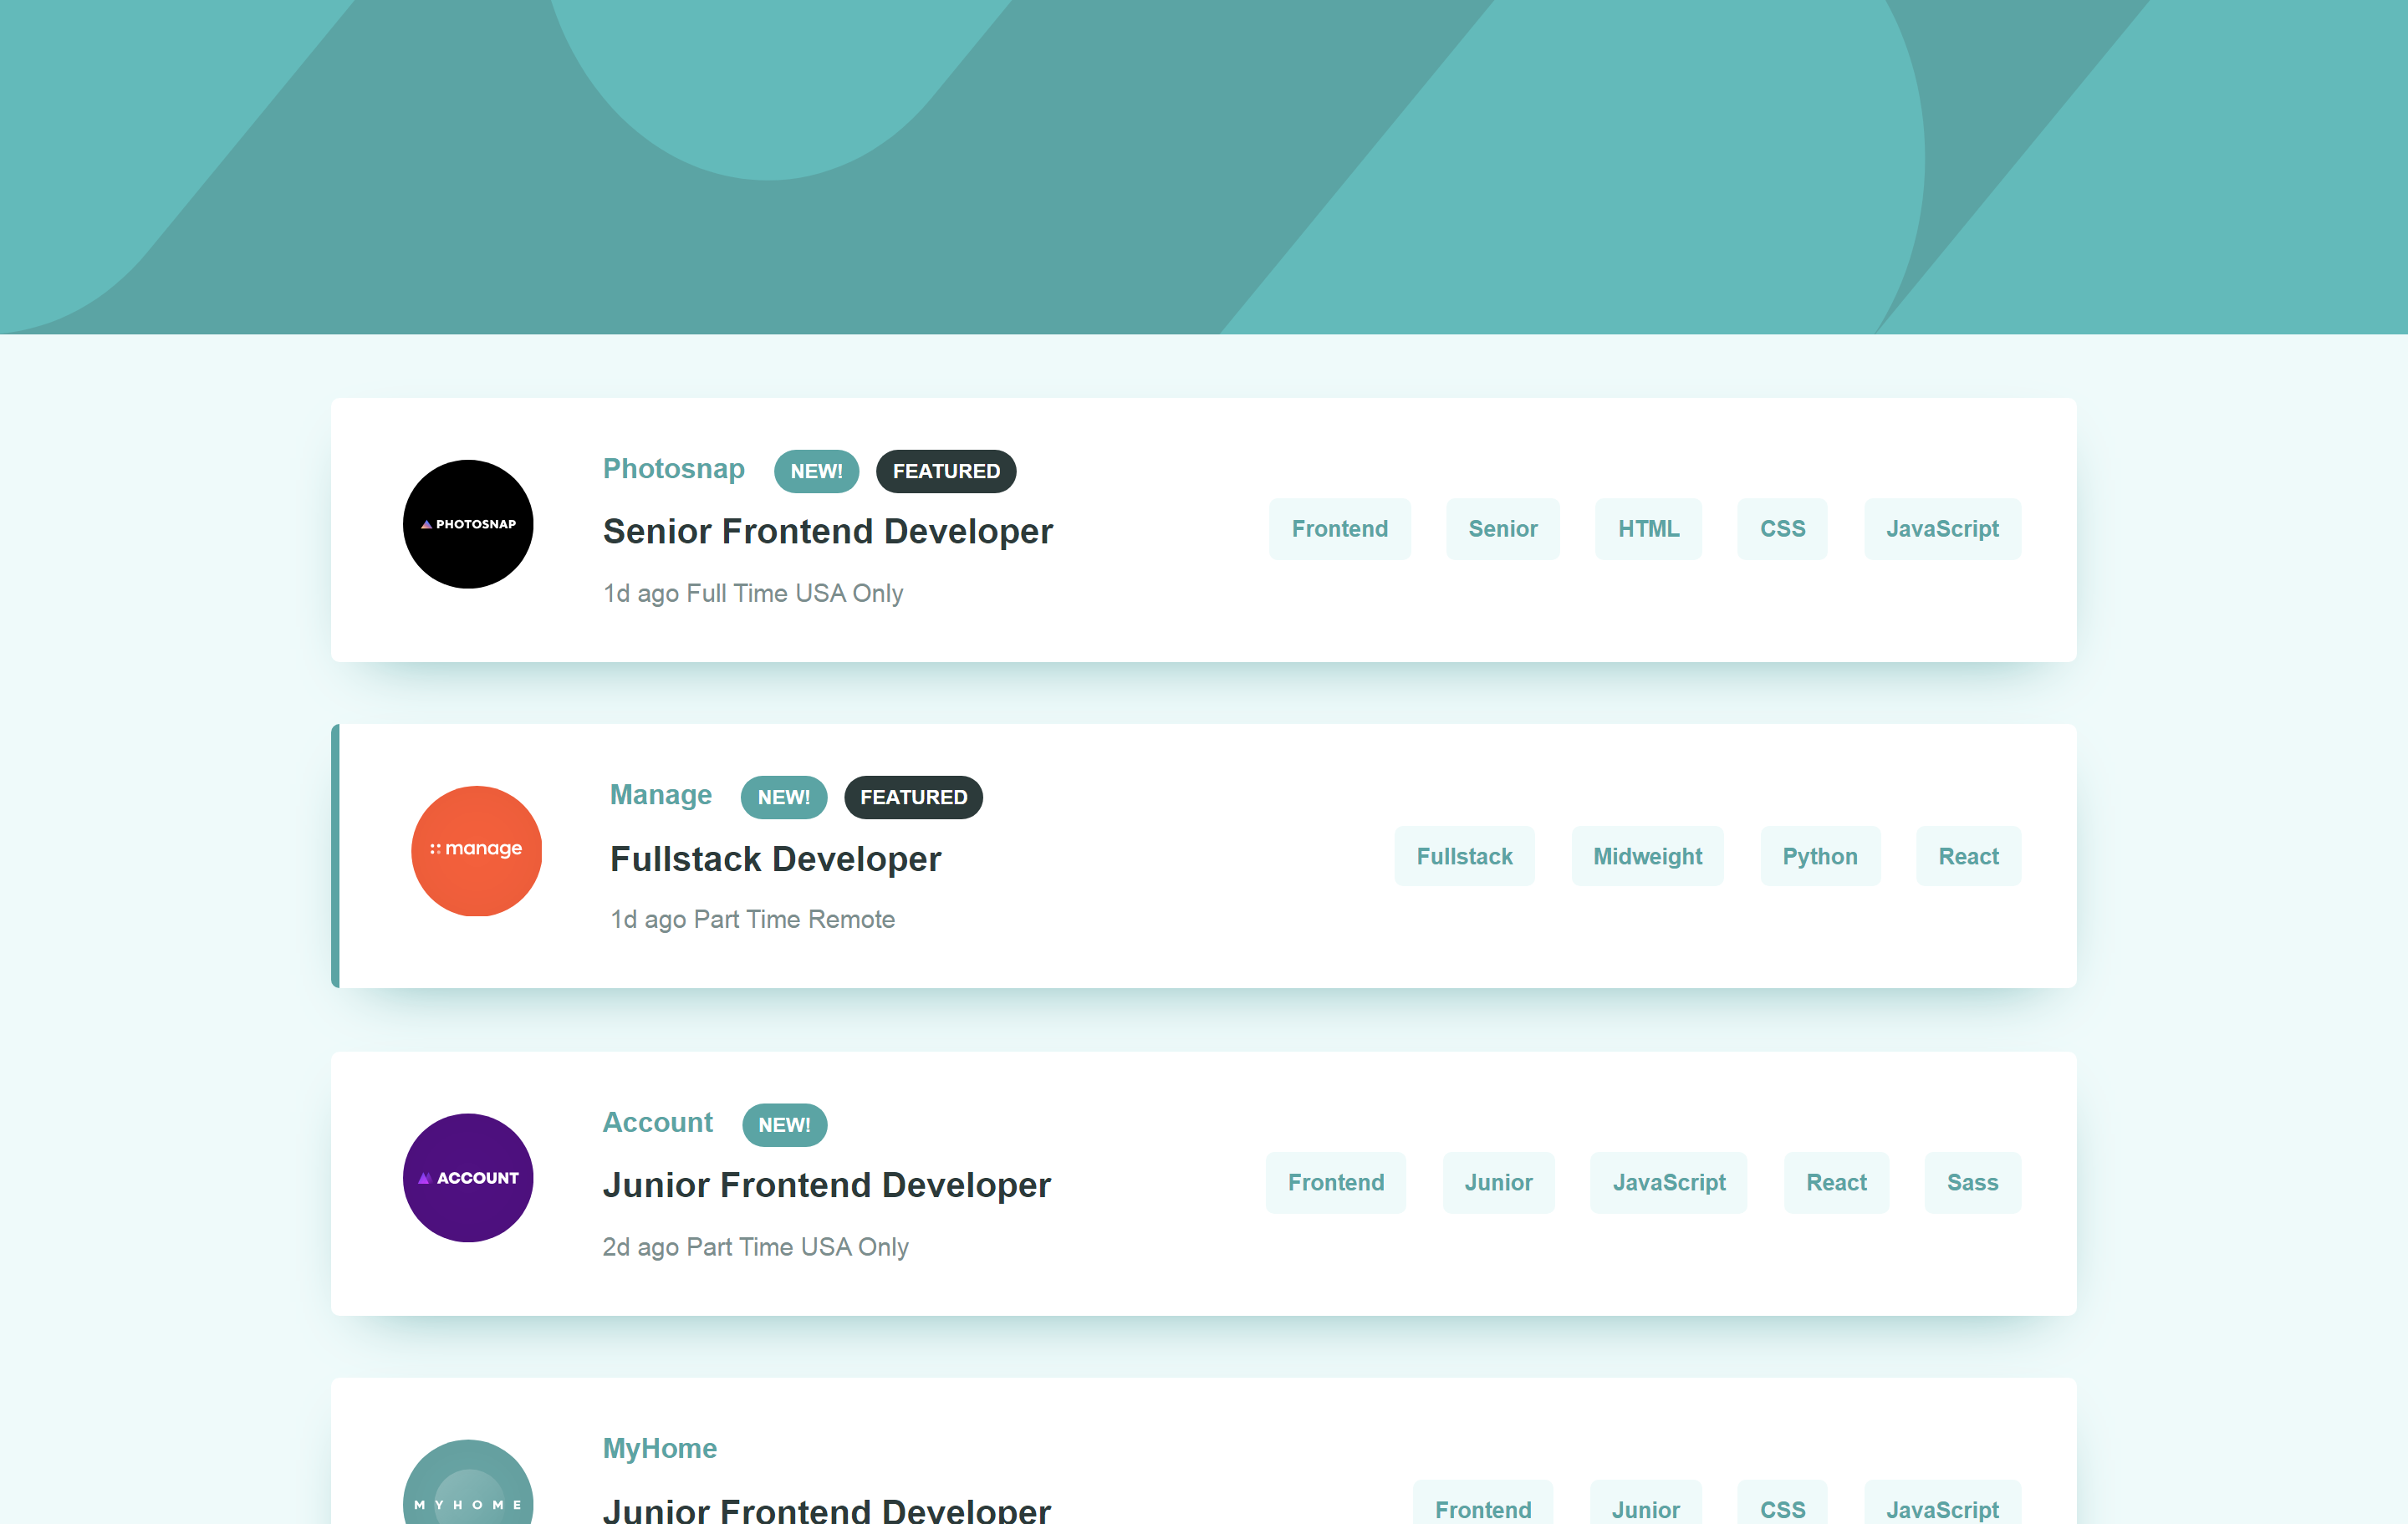 PHOTOSNAP
Photosnap NEW! FEATURED
Senior Frontend Developer
1d ago Full Time USA Only
Frontend Senior HTML CSS JavaScript
manage
Manage NEW! FEATURED
Fullstack Developer
1d ago Part Time Remote
Fullstack Midweight Python React
ACCOUNT
Account NEW!
Junior Frontend Developer
2d ago Part Time USA Only
Frontend Junior JavaScript React Sass
MYHOME
MyHome
Junior Frontend Developer
Frontend Junior CSS JavaScript